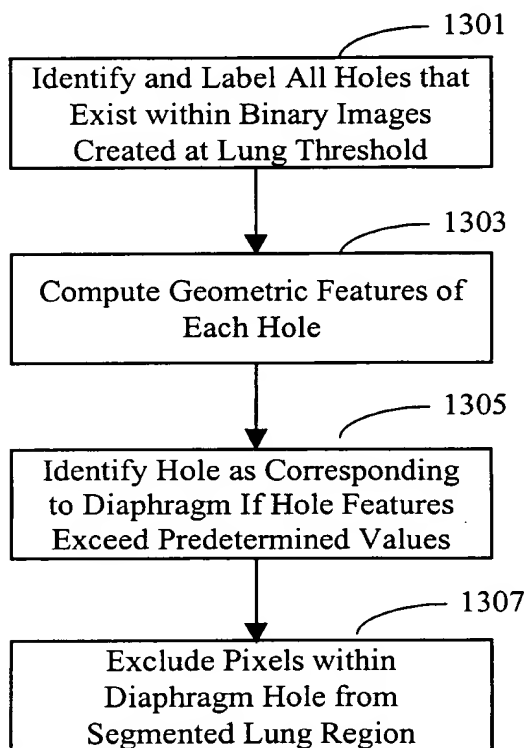 1301
Identify and Label All Holes that
Exist within Binary Images
Created at Lung Threshold
1303
Compute Geometric Features of
Each Hole
1305
Identify Hole as Corresponding
to Diaphragm If Hole Features
Exceed Predetermined Values
1307
Exclude Pixels within
Diaphragm Hole from
Segmented Lung Region